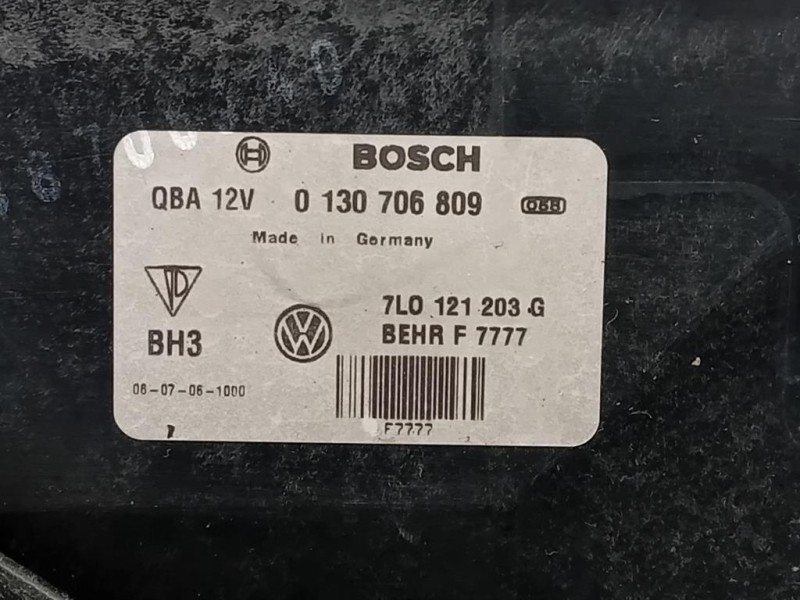 BOSCH
QBA 12V 0 130 706 809
Made in Germany
7L0 121 203 G
BH3
BEHR F 7777
06-07-06-1000
F7777